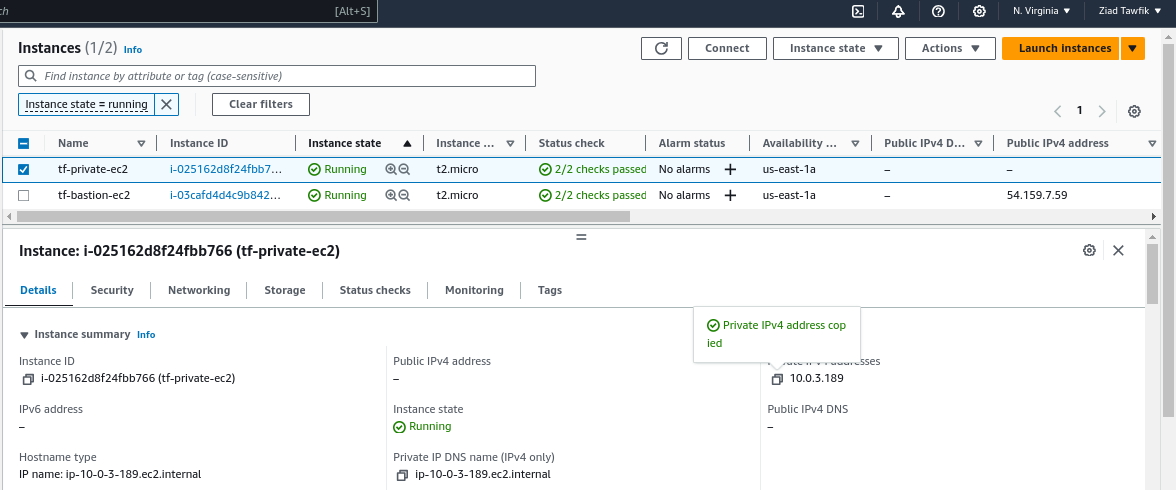 ch [Alt+S] N. Virginia Ziad Tawfik
Instances (1/2) Info Connect Instance state Actions Launch instances
Find instance by attribute or tag (case-sensitive)
Instance state = running Clear filters
1
Name Instance ID Instance state Instance ... Status check Alarm status Availability ... Public IPv4 D... Public IPv4 address
tf-private-ec2 i-025162d8f24fbb7... Running t2.micro 2/2 checks passed No alarms + us-east-1a – –
tf-bastion-ec2 i-03cafd4d4c9b842... Running t2.micro 2/2 checks passed No alarms + us-east-1a – 54.159.7.59
Instance: i-025162d8f24fbb766 (tf-private-ec2)
Details Security Networking Storage Status checks Monitoring Tags
Private IPv4 address cop
ied
Instance summary Info
Instance ID Public IPv4 address Private IPv4 addresses
i-025162d8f24fbb766 (tf-private-ec2) – 10.0.3.189
IPv6 address Instance state Public IPv4 DNS
– Running –
Hostname type Private IP DNS name (IPv4 only)
IP name: ip-10-0-3-189.ec2.internal ip-10-0-3-189.ec2.internal